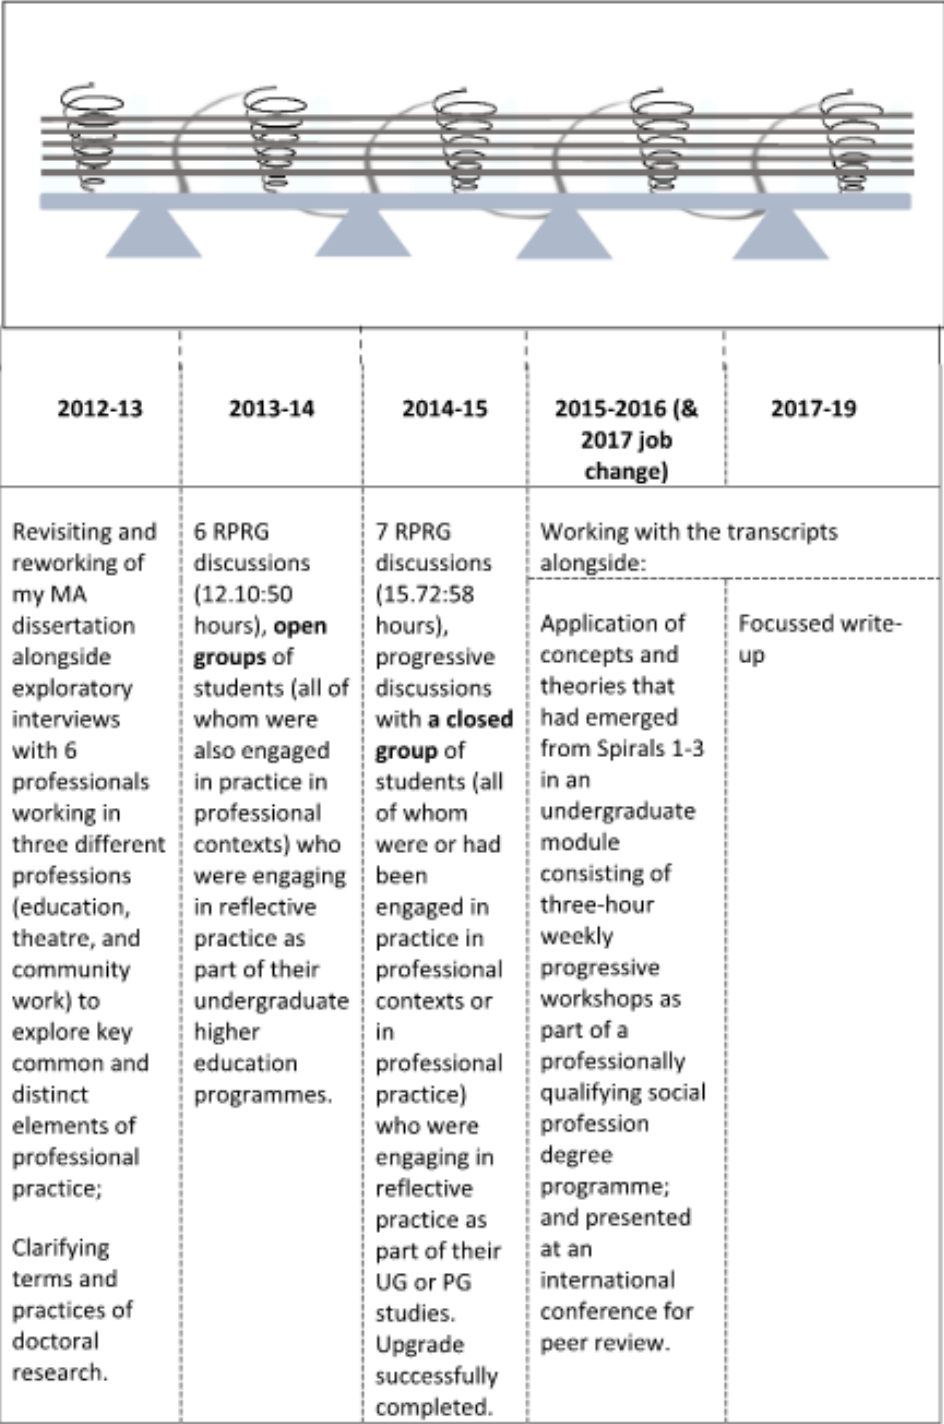 2012-13
2013-14
2014-15
2015-2016 (&
2017 job
change)
2017-19
Revisiting and
reworking of
my MA
dissertation
alongside
exploratory
interviews
with 6
professionals
working in
three different
professions
(education,
theatre, and
community
work) to
explore key
common and
distinct
elements of
professional
practice;
Clarifying
terms and
practices of
doctoral
research.
6 RPRG
discussions
(12.10:50
hours), open
groups of
students (all of
whom were
also engaged
in practice in
professional
contexts) who
were engaging
in reflective
practice as
part of their
undergraduate
higher
education
programmes.
7 RPRG
discussions
(15.72:58
hours),
progressive
discussions
with a closed
group of
students (all
of whom
were or had
been
engaged in
practice in
professional
contexts or
in
professional
practice)
who were
engaging in
reflective
practice as
part of their
UG or PG
studies.
Upgrade
successfully
completed.
Working with the transcripts
alongside:
Application of
concepts and
theories that
had emerged
from Spirals 1-3
in an
undergraduate
module
consisting of
three-hour
weekly
progressive
workshops as
part of a
professionally
qualifying social
profession
degree
programme;
and presented
at an
international
conference for
peer review.
Focussed write-
up